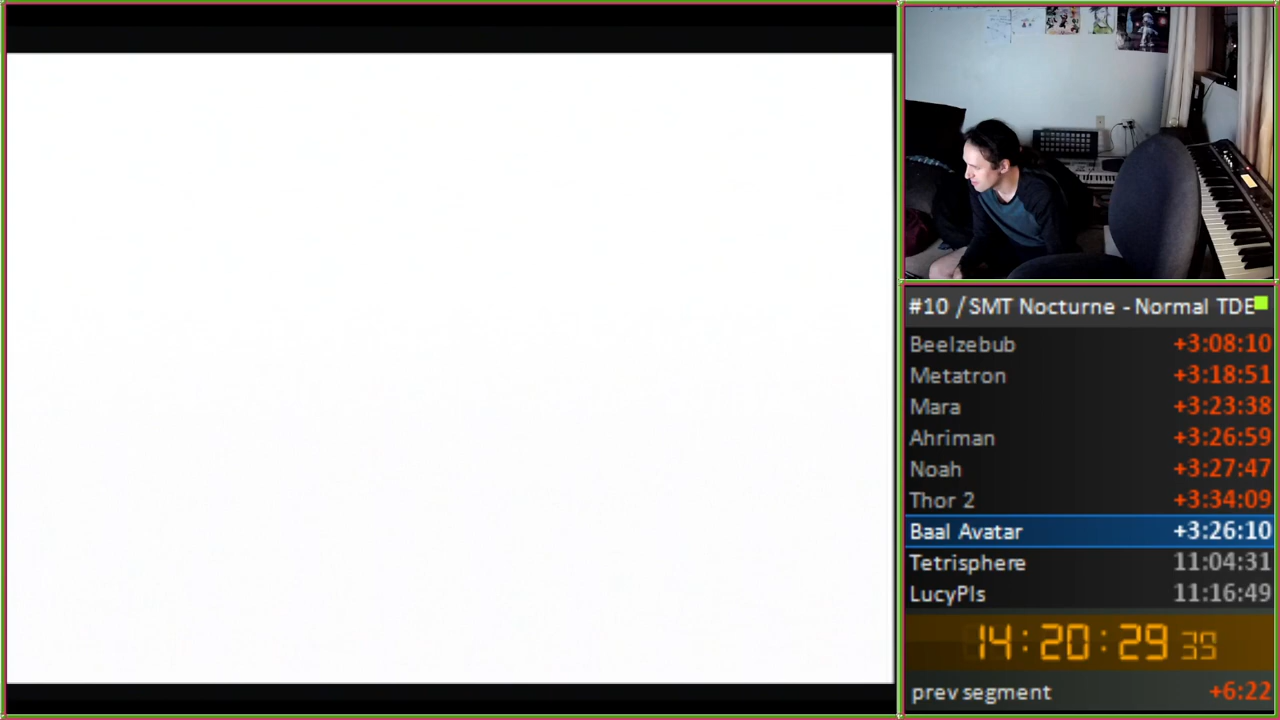 #10 / SMT Nocturne - Normal TDE
Beelzebub +3:08:10
Metatron +3:18:51
Mara +3:23:38
Ahriman +3:26:59
Noah +3:27:47
Thor 2 +3:34:09
Baal Avatar +3:26:10
Tetrisphere 11:04:31
LucyPls 11:16:49
14:20:29 35
prev segment +6:22